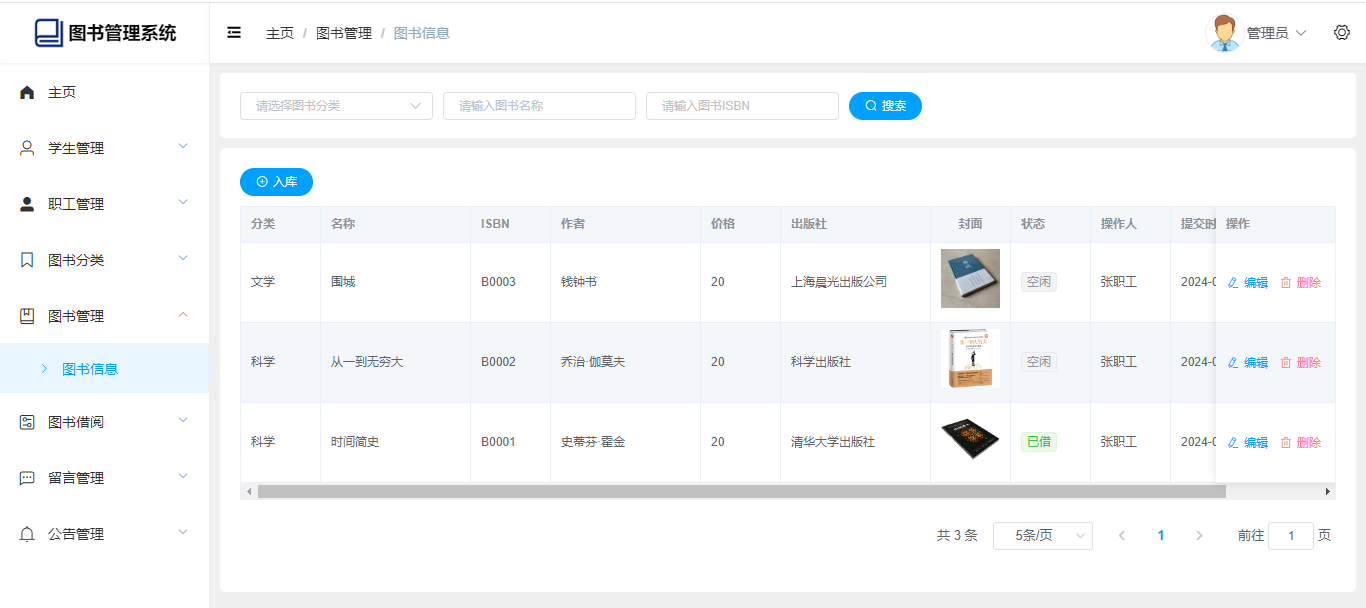 图书管理系统
主页 / 图书管理 / 图书信息
管理员
主页
学生管理
职工管理
图书分类
图书管理
图书信息
图书借阅
留言管理
公告管理
请选择图书分类 请输入图书名称 请输入图书ISBN 搜索
入库
分类 名称 ISBN 作者 价格 出版社 封面 状态 操作人 提交时 操作
文学 围城 B0003 钱钟书 20 上海晨光出版公司 空闲 张职工 2024-0 编辑 删除
科学 从一到无穷大 B0002 乔治·伽莫夫 20 科学出版社 空闲 张职工 2024-0 编辑 删除
科学 时间简史 B0001 史蒂芬·霍金 20 清华大学出版社 已借 张职工 2024-0 编辑 删除
共 3 条 5条/页 1 前往 1 页